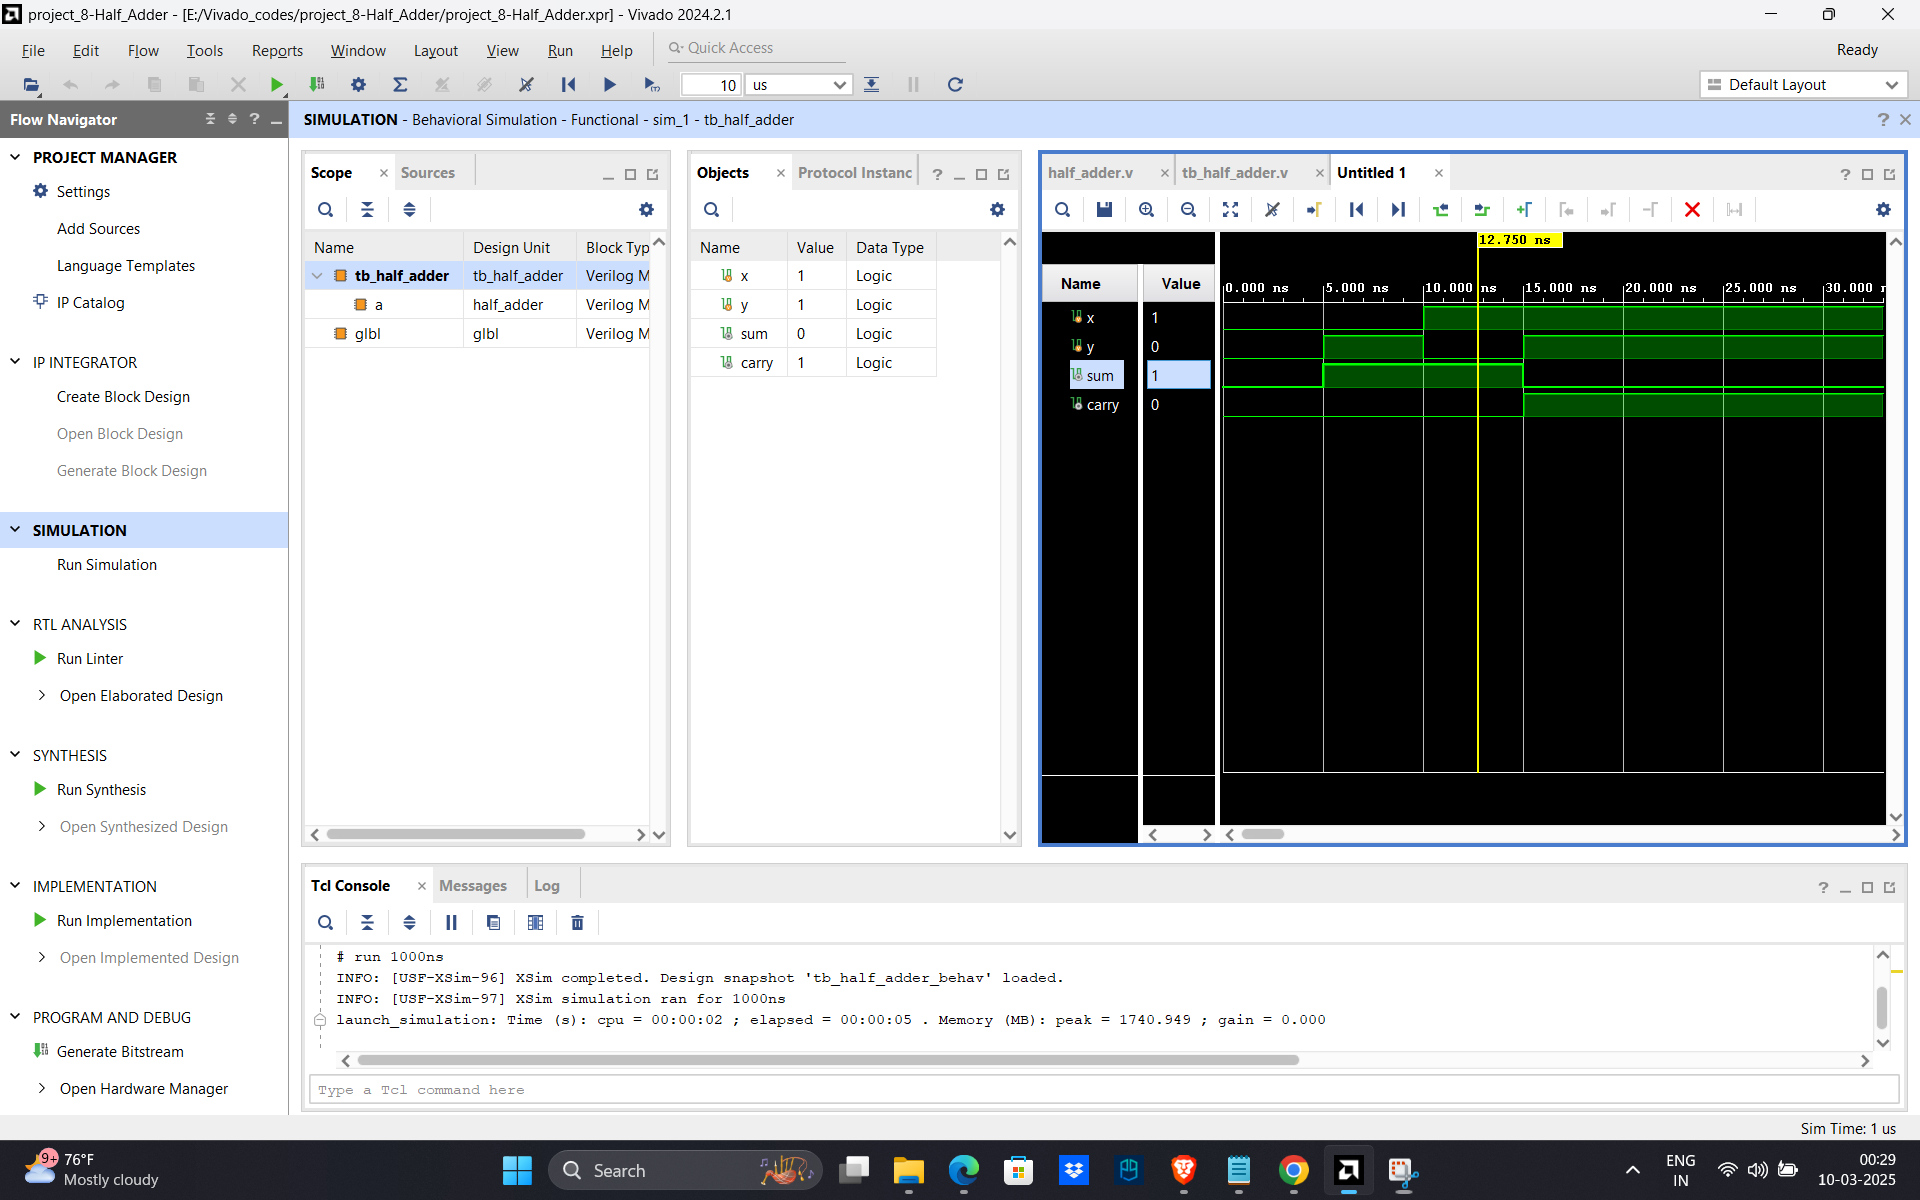 project_8-Half_Adder - [E:/Vivado_codes/project_8-Half_Adder/project_8-Half_Adder.xpr] - Vivado 2024.2.1
File Edit Flow Tools Reports Window Layout View Run Help Quick Access
Ready
10 us
Default Layout
Flow Navigator
SIMULATION - Behavioral Simulation - Functional - sim_1 - tb_half_adder
PROJECT MANAGER
Settings
Add Sources
Language Templates
IP Catalog
IP INTEGRATOR
Create Block Design
Open Block Design
Generate Block Design
SIMULATION
Run Simulation
RTL ANALYSIS
Run Linter
Open Elaborated Design
SYNTHESIS
Run Synthesis
Open Synthesized Design
IMPLEMENTATION
Run Implementation
Open Implemented Design
PROGRAM AND DEBUG
Generate Bitstream
Open Hardware Manager
Scope Sources
Name Design Unit Block Typ
tb_half_adder tb_half_adder Verilog M
a half_adder Verilog M
glbl glbl Verilog M
Objects Protocol Instanc
Name Value Data Type
x 1 Logic
y 1 Logic
sum 0 Logic
carry 1 Logic
half_adder.v tb_half_adder.v Untitled 1
12.750 ns
Name Value
0.000 ns 5.000 ns 10.000 ns 15.000 ns 20.000 ns 25.000 ns 30.000 n
x 1
y 0
sum 1
carry 0
Tcl Console Messages Log
# run 1000ns
INFO: [USF-XSim-96] XSim completed. Design snapshot 'tb_half_adder_behav' loaded.
INFO: [USF-XSim-97] XSim simulation ran for 1000ns
launch_simulation: Time (s): cpu = 00:00:02 ; elapsed = 00:00:05 . Memory (MB): peak = 1740.949 ; gain = 0.000
Type a Tcl command here
Sim Time: 1 us
9+
76°F
Mostly cloudy
Search
ENG
IN
00:29
10-03-2025